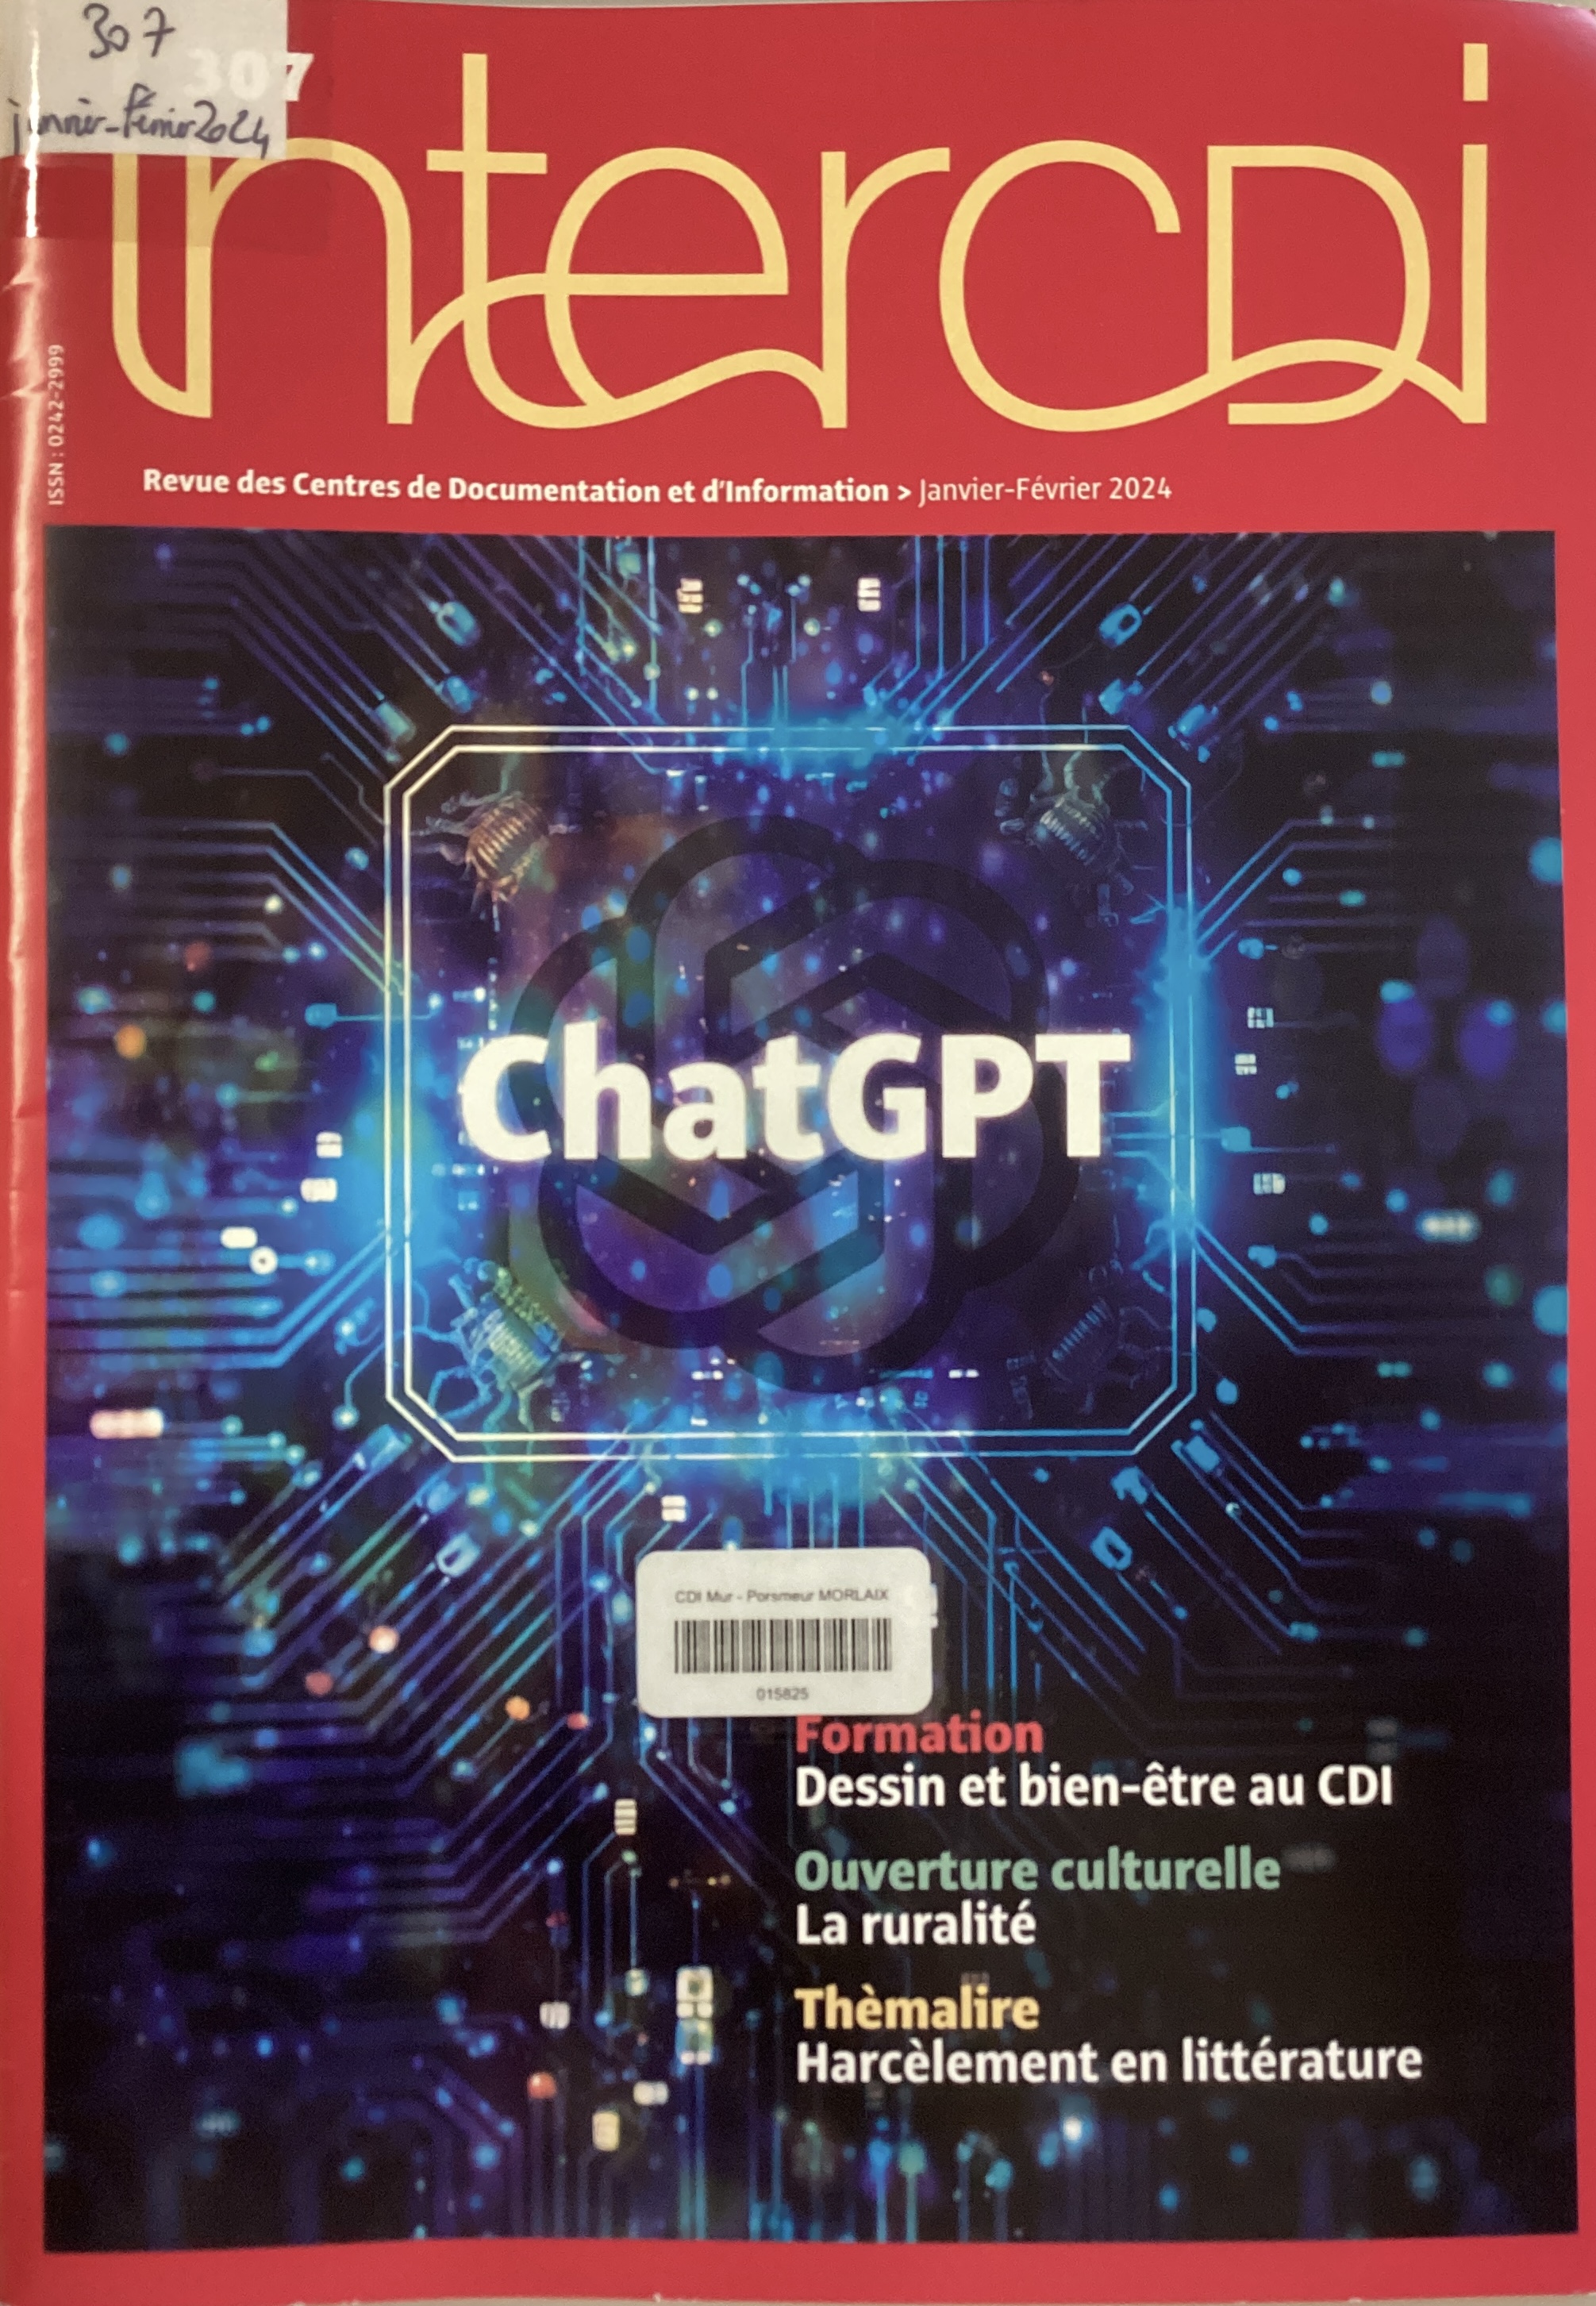 307
307
janvier-février 2024
InterCDI
ISSN : 0242-2999
Revue des Centres de Documentation et d'Information > Janvier-Février 2024
ChatGPT
CDI Mur - Porsmeur MORLAIX
015825
Formation
Dessin et bien-être au CDI
Ouverture culturelle
La ruralité
Thèmalire
Harcèlement en littérature